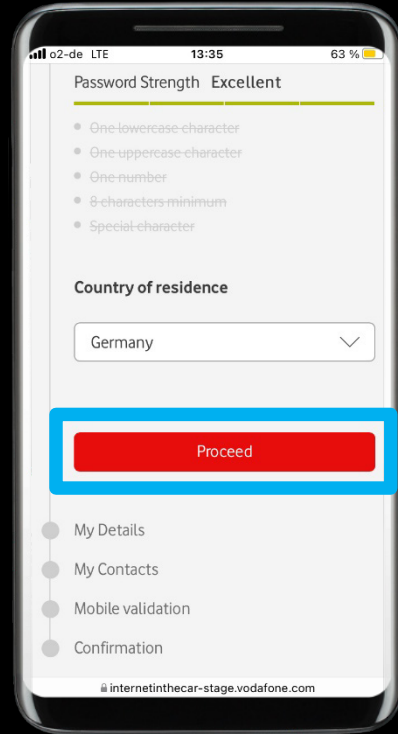 o2-de LTE 13:35 63 %
Password Strength Excellent
One lowercase character
One uppercase character
One number
8 characters minimum
Special character
Country of residence
Germany
Proceed
My Details
My Contacts
Mobile validation
Confirmation
internetinthecar-stage.vodafone.com